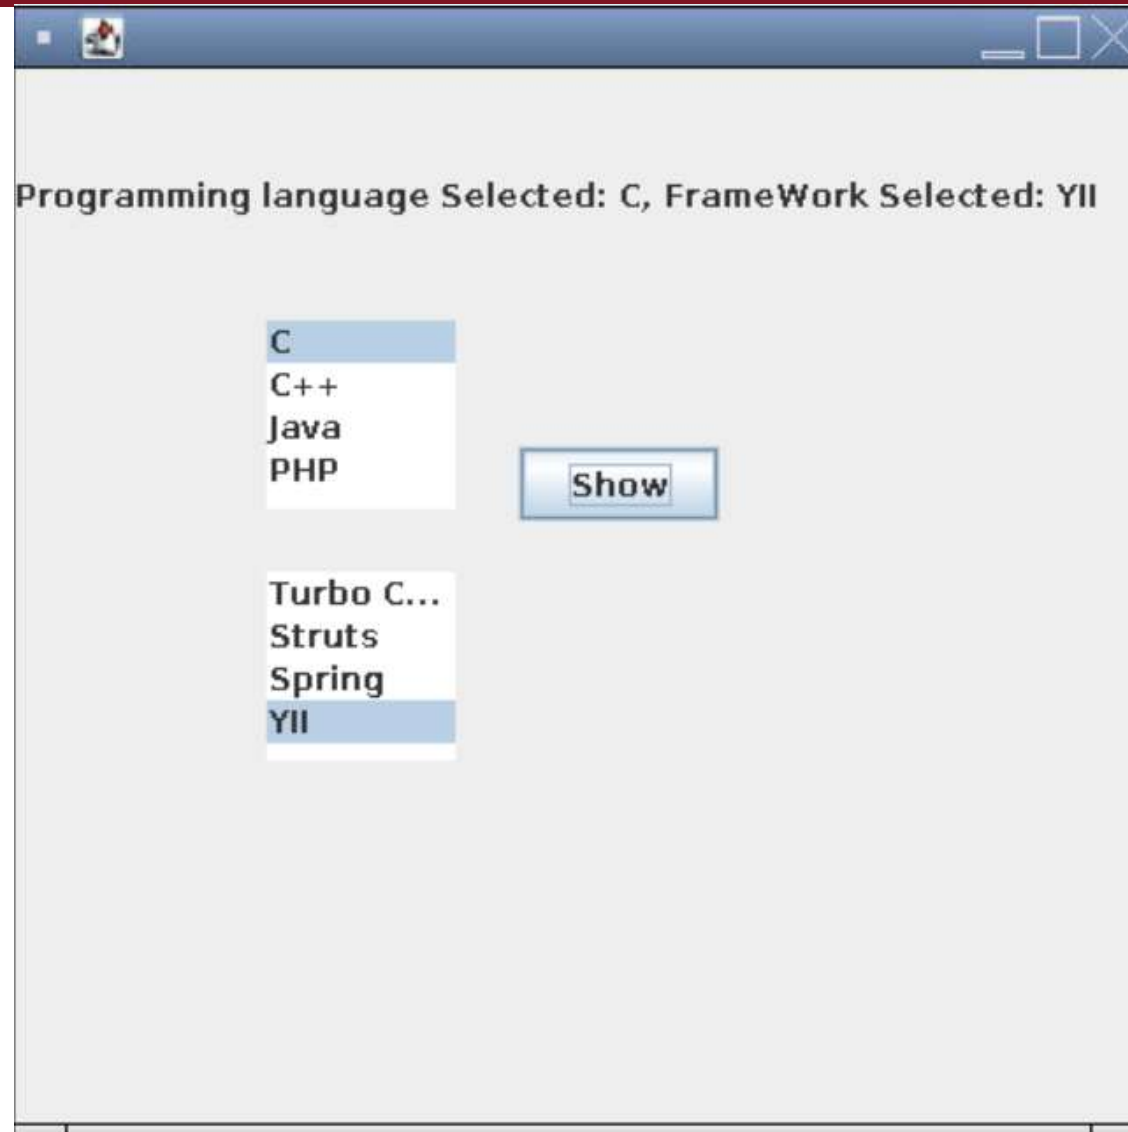 Programming language Selected: C, FrameWork Selected: YII
C
C++
Java
PHP
Show
Turbo C...
Struts
Spring
YII